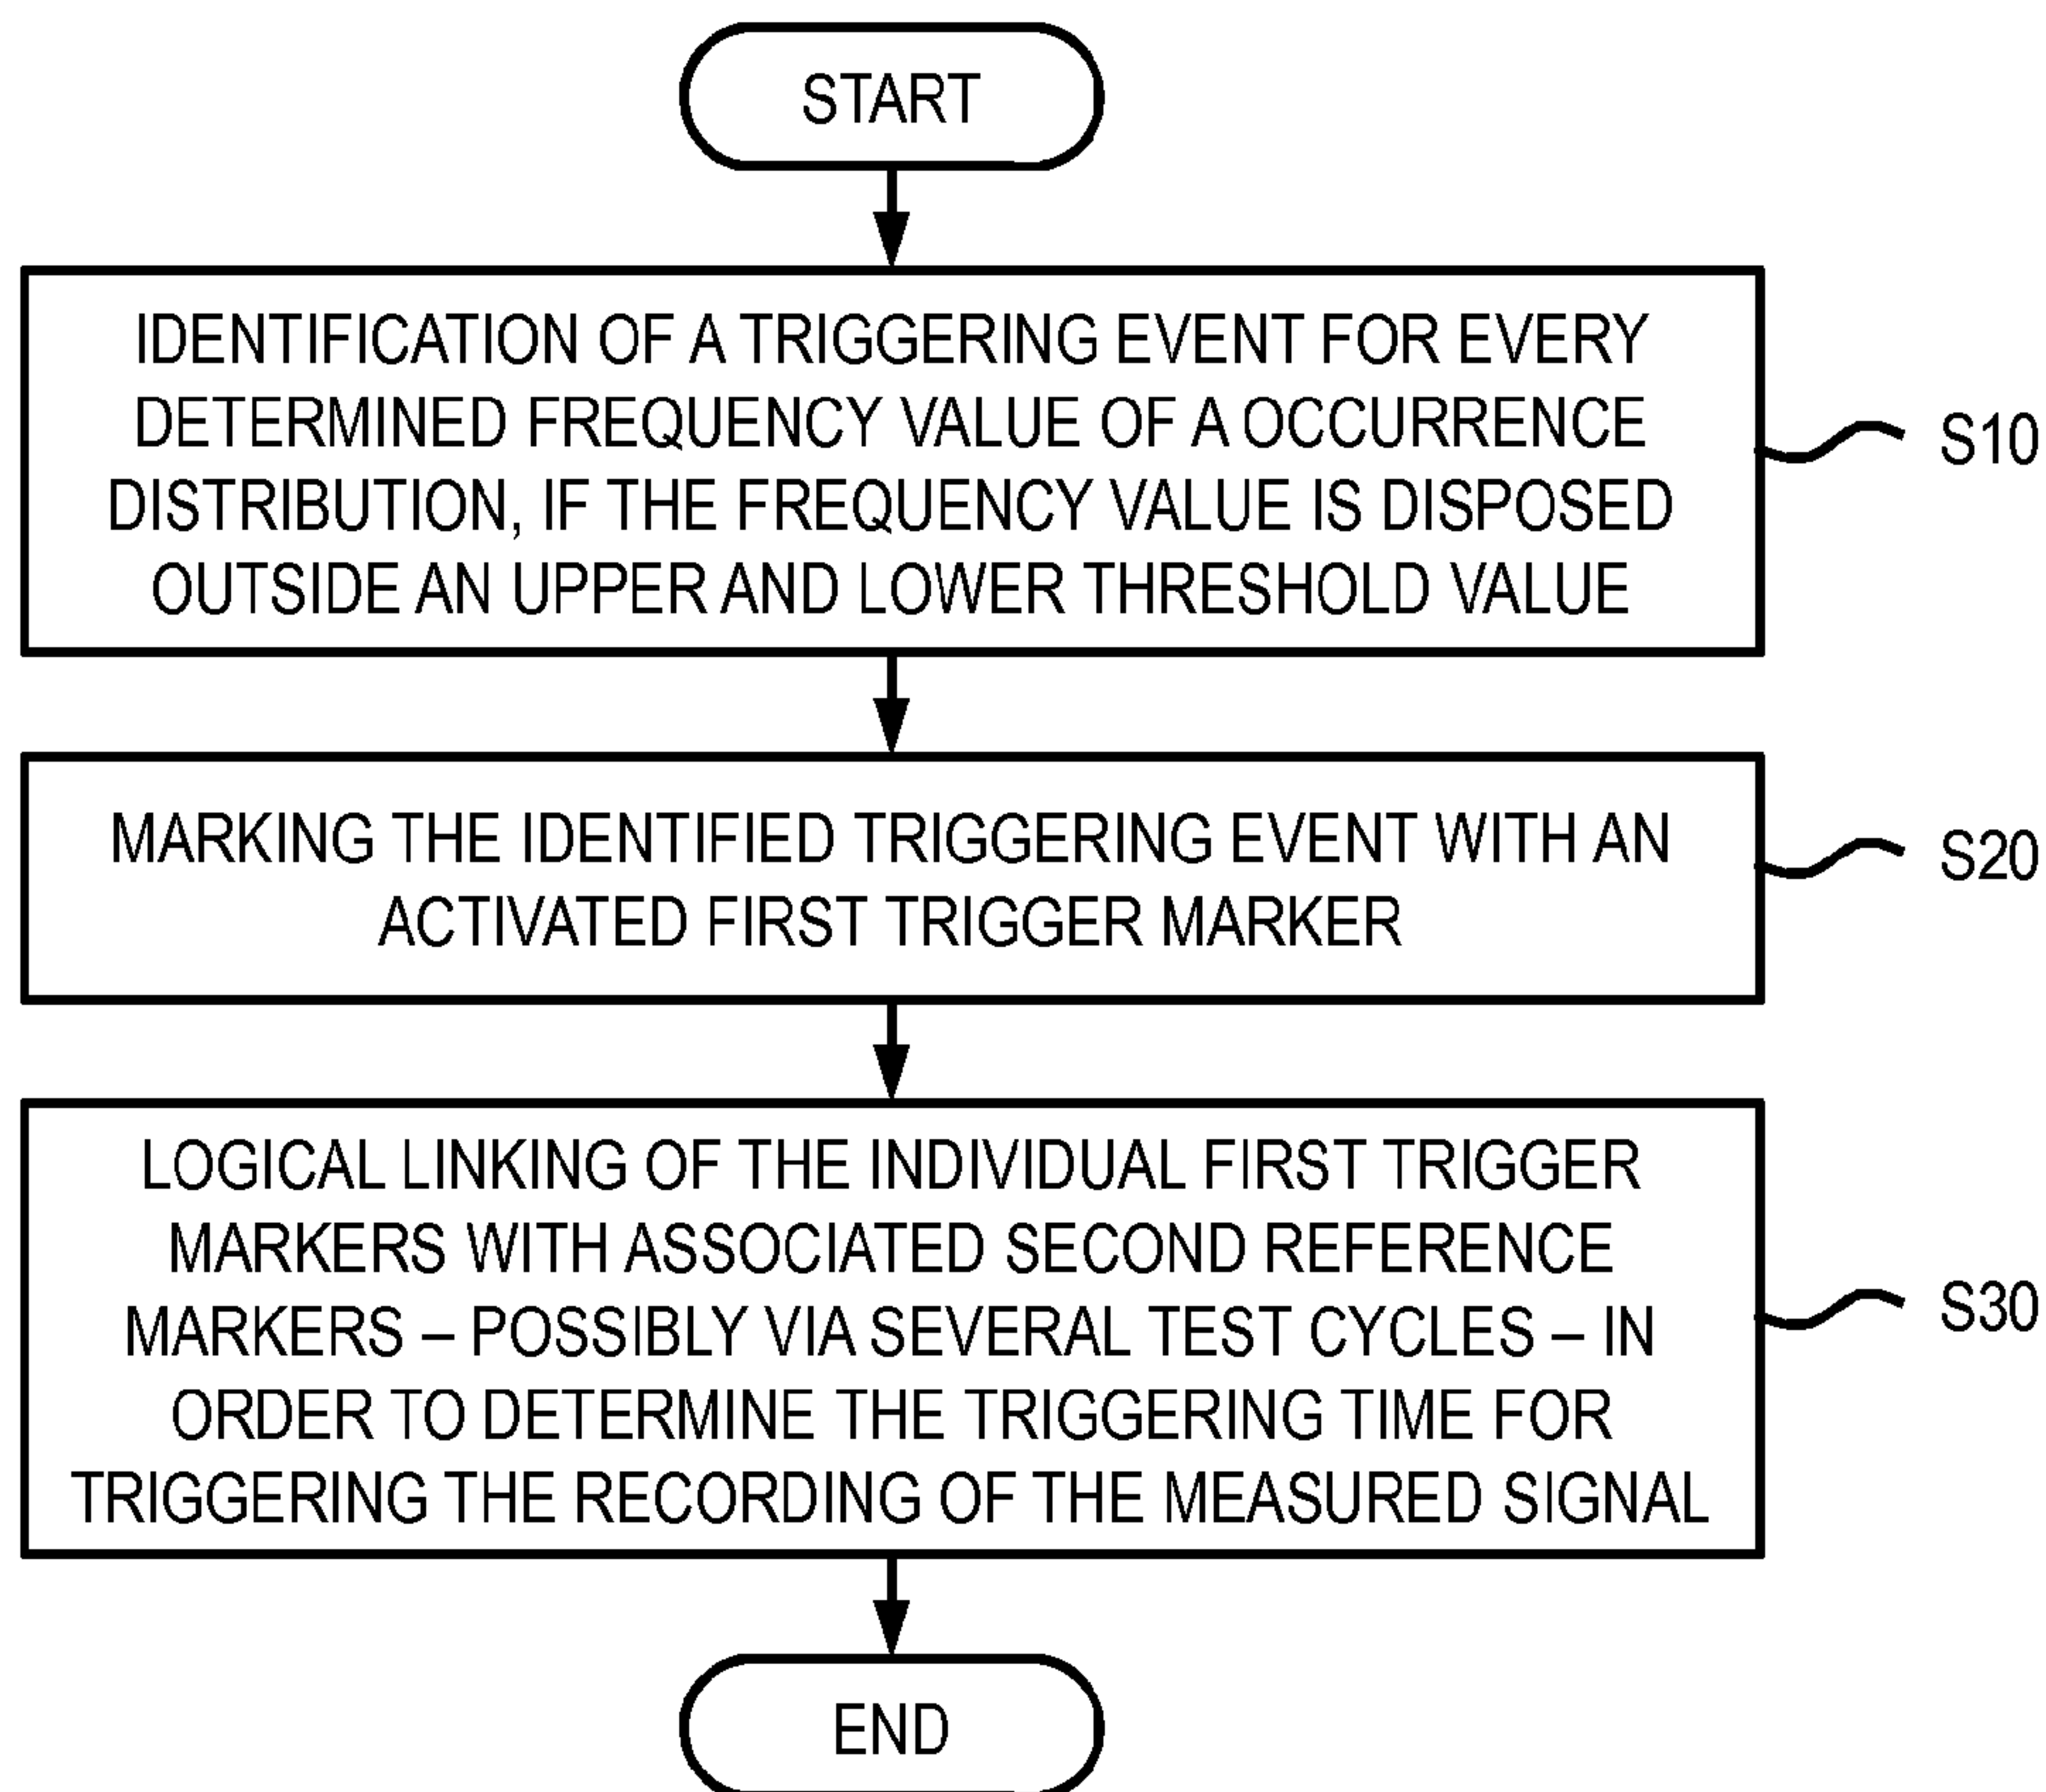 START
IDENTIFICATION OF A TRIGGERING EVENT FOR EVERY
DETERMINED FREQUENCY VALUE OF A OCCURRENCE
DISTRIBUTION, IF THE FREQUENCY VALUE IS DISPOSED
OUTSIDE AN UPPER AND LOWER THRESHOLD VALUE
S10
MARKING THE IDENTIFIED TRIGGERING EVENT WITH AN
ACTIVATED FIRST TRIGGER MARKER
S20
LOGICAL LINKING OF THE INDIVIDUAL FIRST TRIGGER
MARKERS WITH ASSOCIATED SECOND REFERENCE
MARKERS – POSSIBLY VIA SEVERAL TEST CYCLES – IN
ORDER TO DETERMINE THE TRIGGERING TIME FOR
TRIGGERING THE RECORDING OF THE MEASURED SIGNAL
S30
END